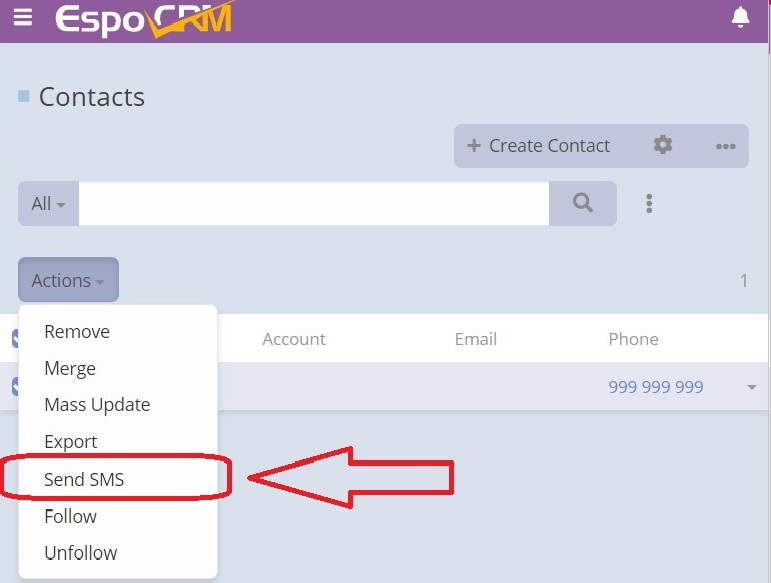 EspoCRM
Contacts
+ Create Contact
All
Actions
1
Account Email Phone
999 999 999
Remove
Merge
Mass Update
Export
Send SMS
Follow
Unfollow